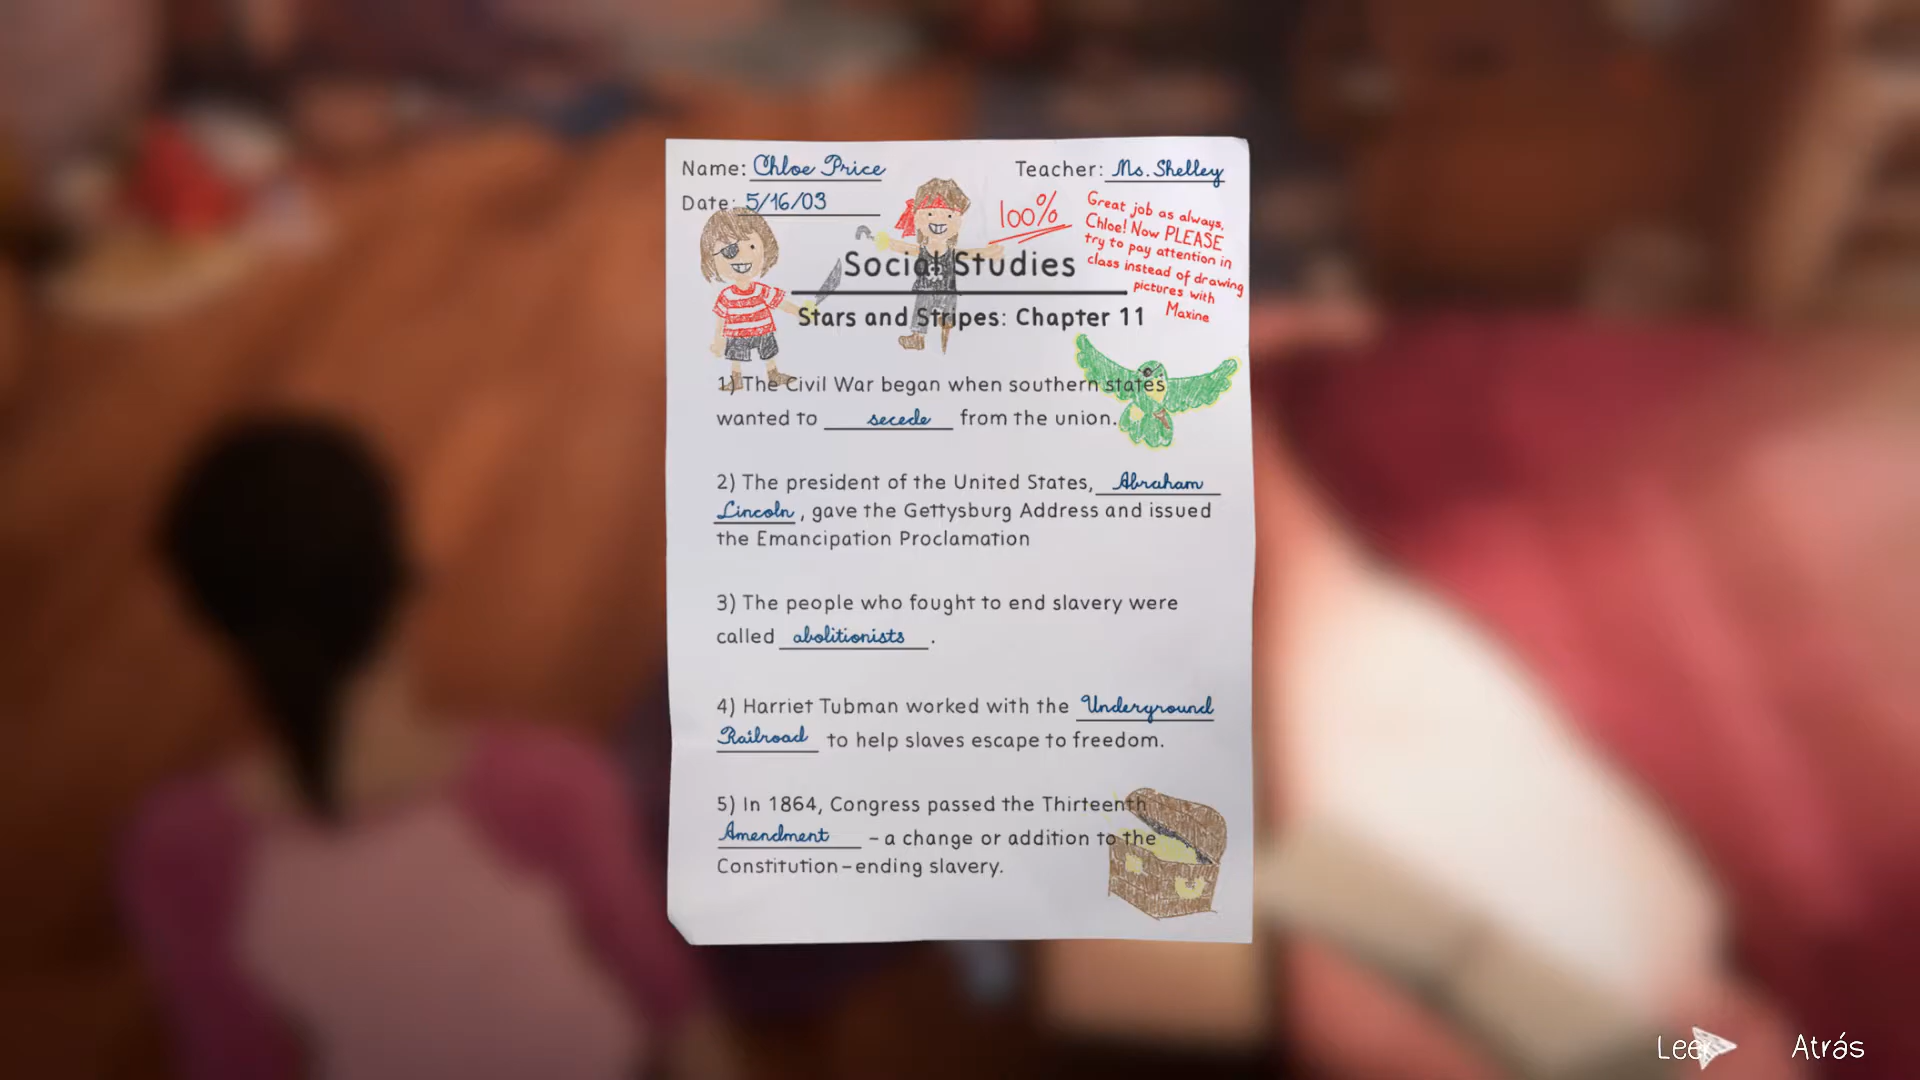 Name: Chloe Price
Teacher: Ms. Shelley
Date: 5/16/03
100%
Great job as always,
Chloe! Now PLEASE
try to pay attention in
class instead of drawing
pictures with
Maxine
Social Studies
Stars and Stripes: Chapter 11
1) The Civil War began when southern states
wanted to secede from the union.
2) The president of the United States, Abraham
Lincoln, gave the Gettysburg Address and issued
the Emancipation Proclamation
3) The people who fought to end slavery were
called abolitionists.
4) Harriet Tubman worked with the Underground
Railroad to help slaves escape to freedom.
5) In 1864, Congress passed the Thirteenth
Amendment - a change or addition to the
Constitution-ending slavery.
Leer
Atrás